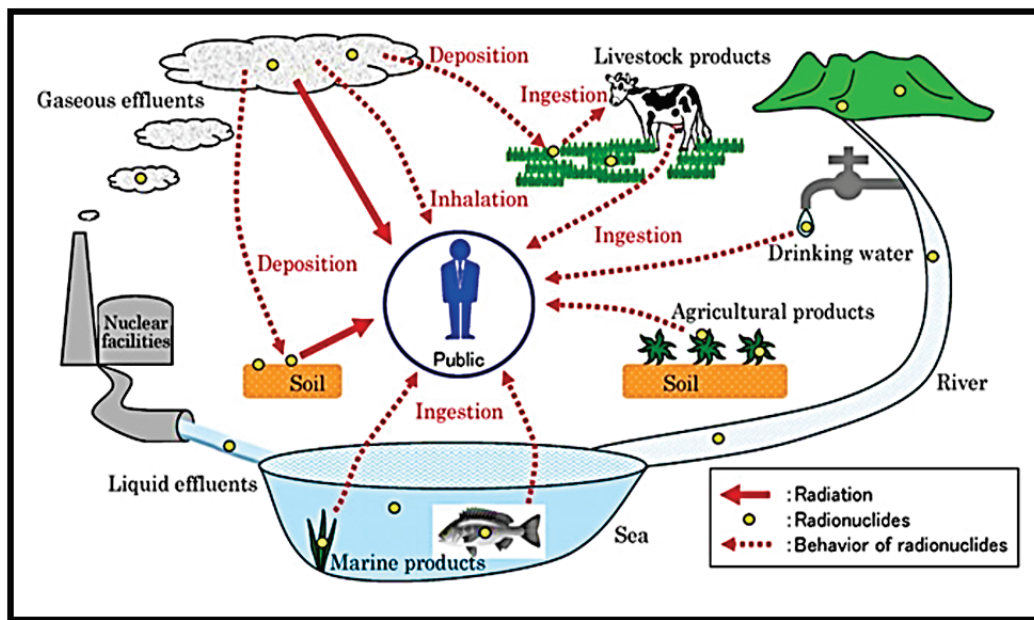 Deposition
Livestock products
Gaseous effluents
Ingestion
Inhalation
Ingestion
Deposition
Drinking water
Nuclear
facilities
Agricultural products
Public
Soil
Soil
River
Ingestion
Liquid effluents
Sea
Marine products
:Radiation
:Radionuclides
:Behavior of radionuclides